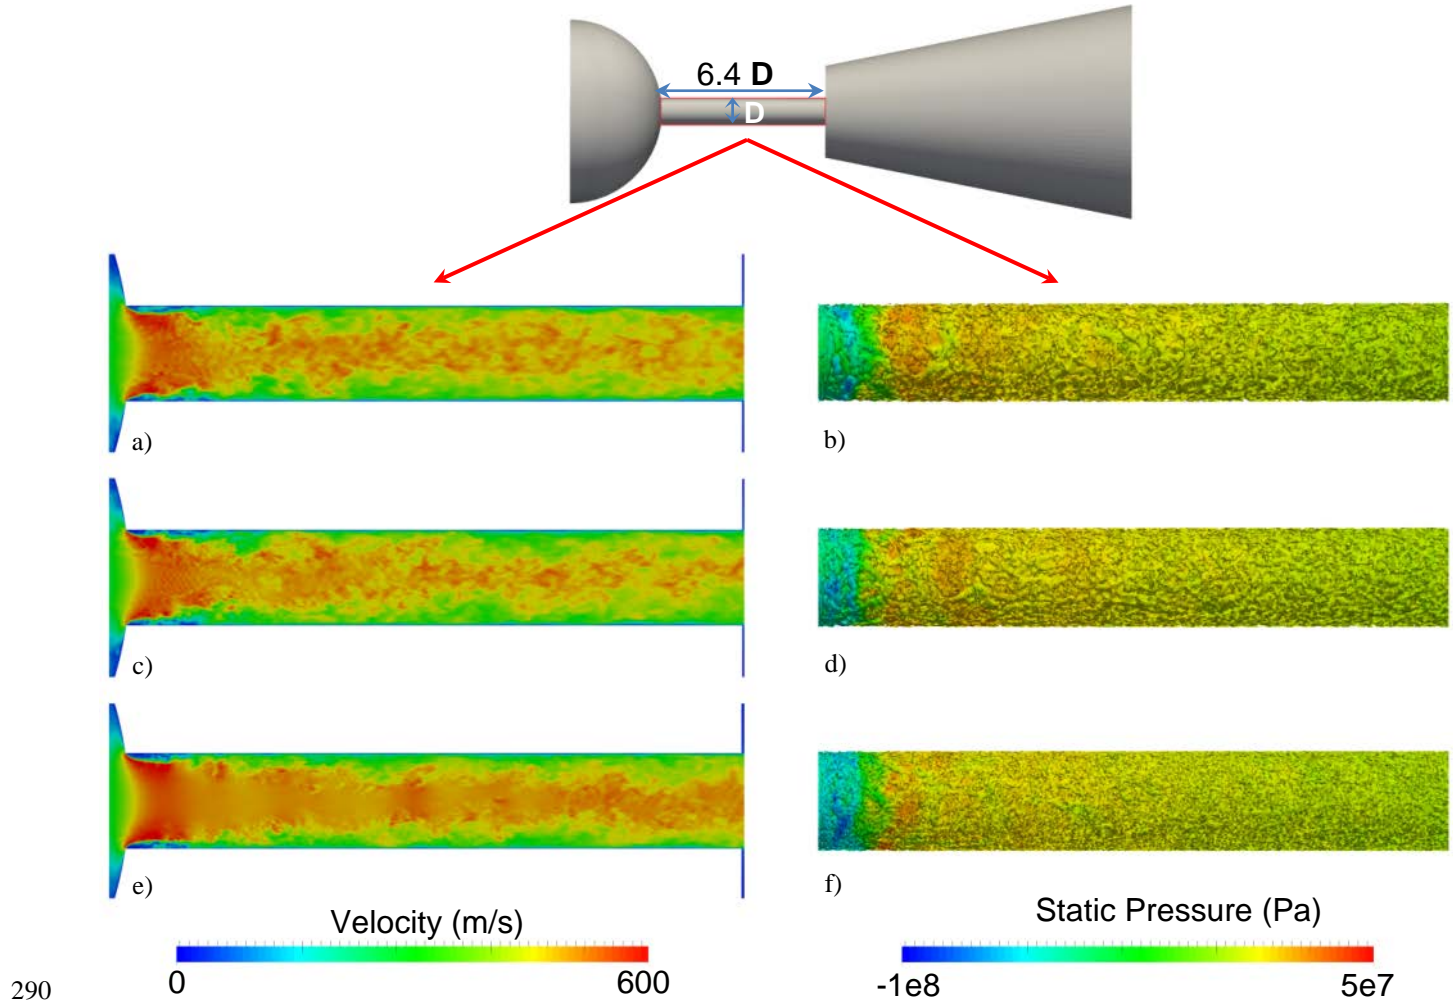 6.4 D
D
a)
b)
c)
d)
e)
f)
Velocity (m/s)
Static Pressure (Pa)
0
600
-1e8
5e7
290